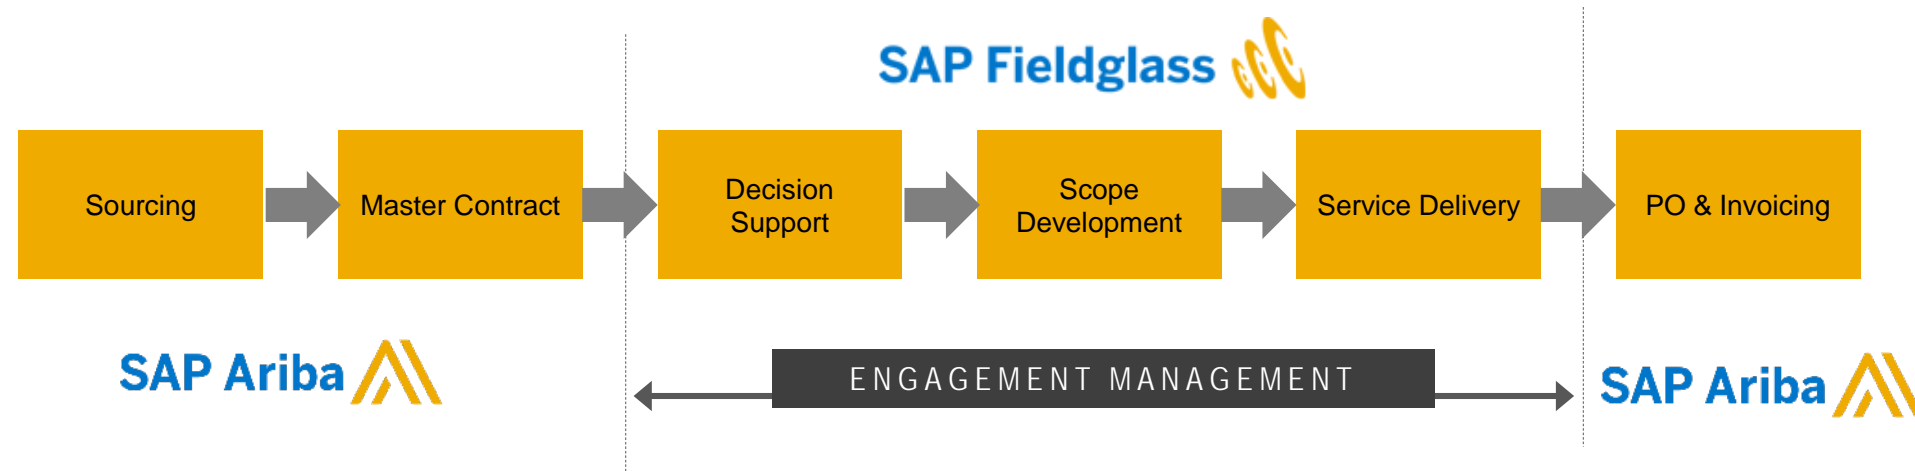 SAP Fieldglass
Sourcing
Master Contract
Decision
Support
Scope
Development
Service Delivery
PO & Invoicing
SAP Ariba
ENGAGEMENT MANAGEMENT
SAP Ariba